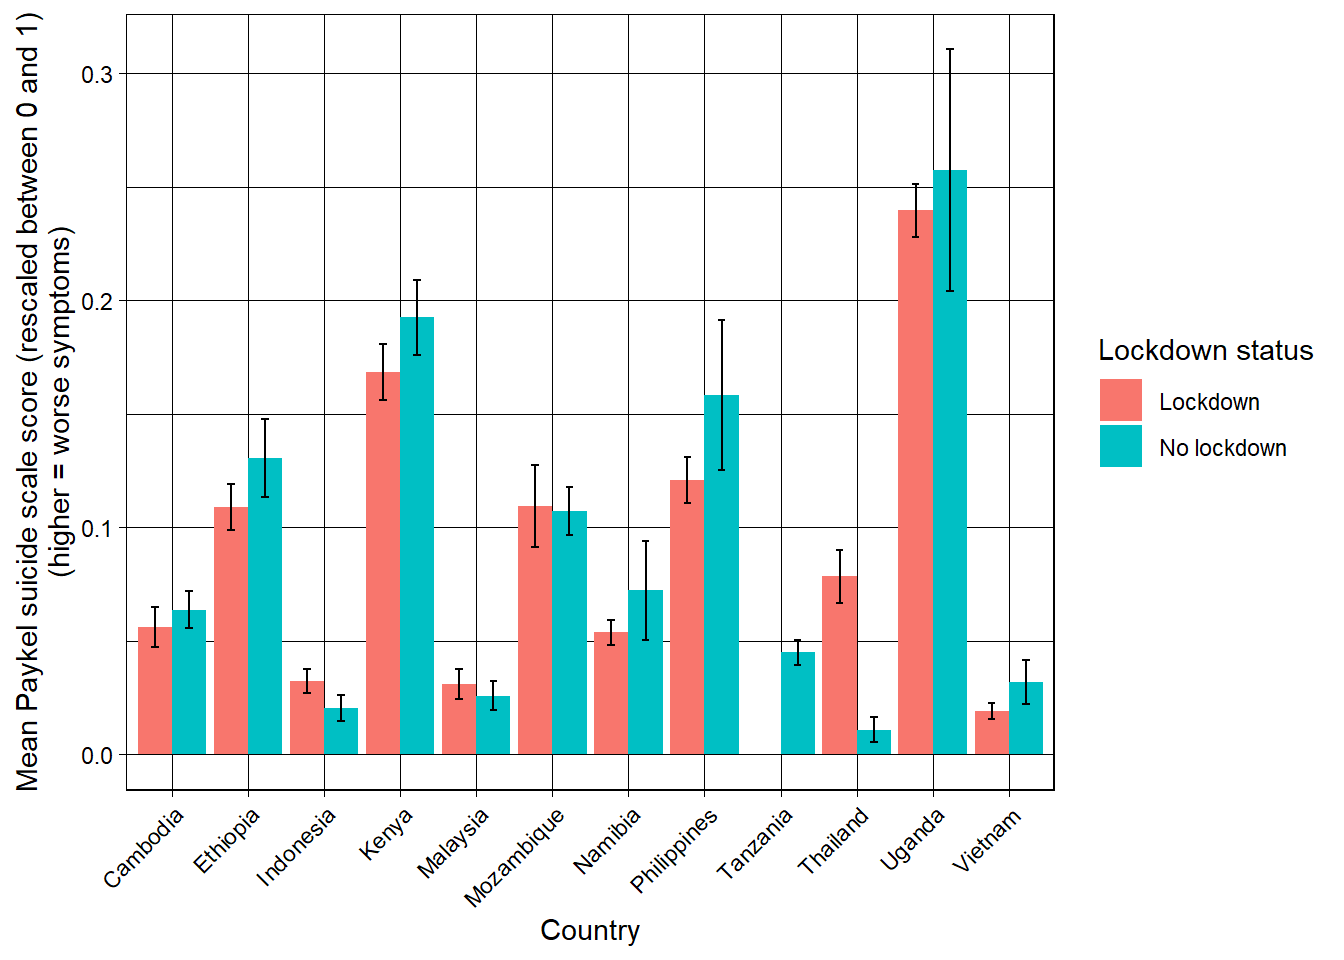 Mean Paykel suicide scale score (rescaled between 0 and 1)
(higher = worse symptoms)
0.3
0.2
0.1
0.0
Cambodia
Ethiopia
Indonesia
Kenya
Malaysia
Mozambique
Namibia
Philippines
Tanzania
Thailand
Uganda
Vietnam
Country
Lockdown status
Lockdown
No lockdown